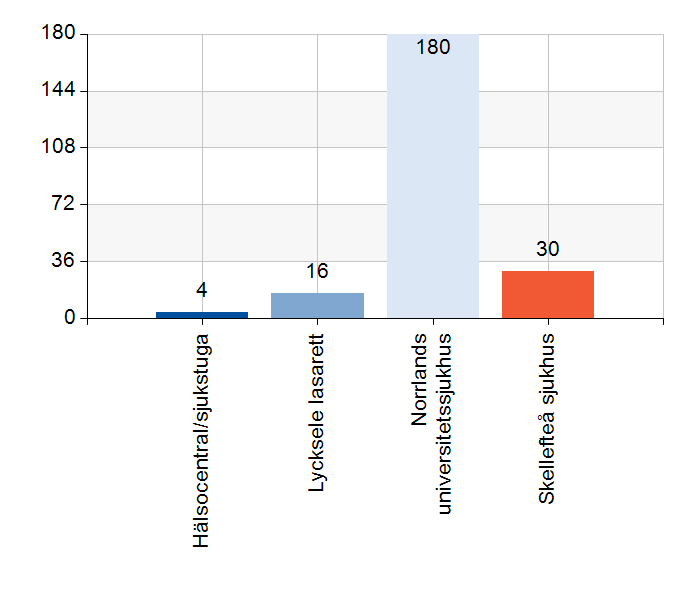 180
144
108
72
36
0
4
16
180
30
Hälsocentral/sjukstuga
Lycksele lasarett
Norrlands
universitetssjukhus
Skellefteå sjukhus